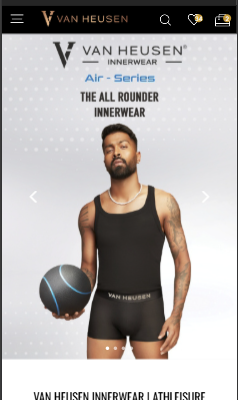 VAN HEUSEN
VAN HEUSEN®
INNERWEAR
Air - Series
THE ALL ROUNDER
INNERWEAR
VAN HEUSEN
VAN HEUSEN INNERWEAR | ATHLEISURE